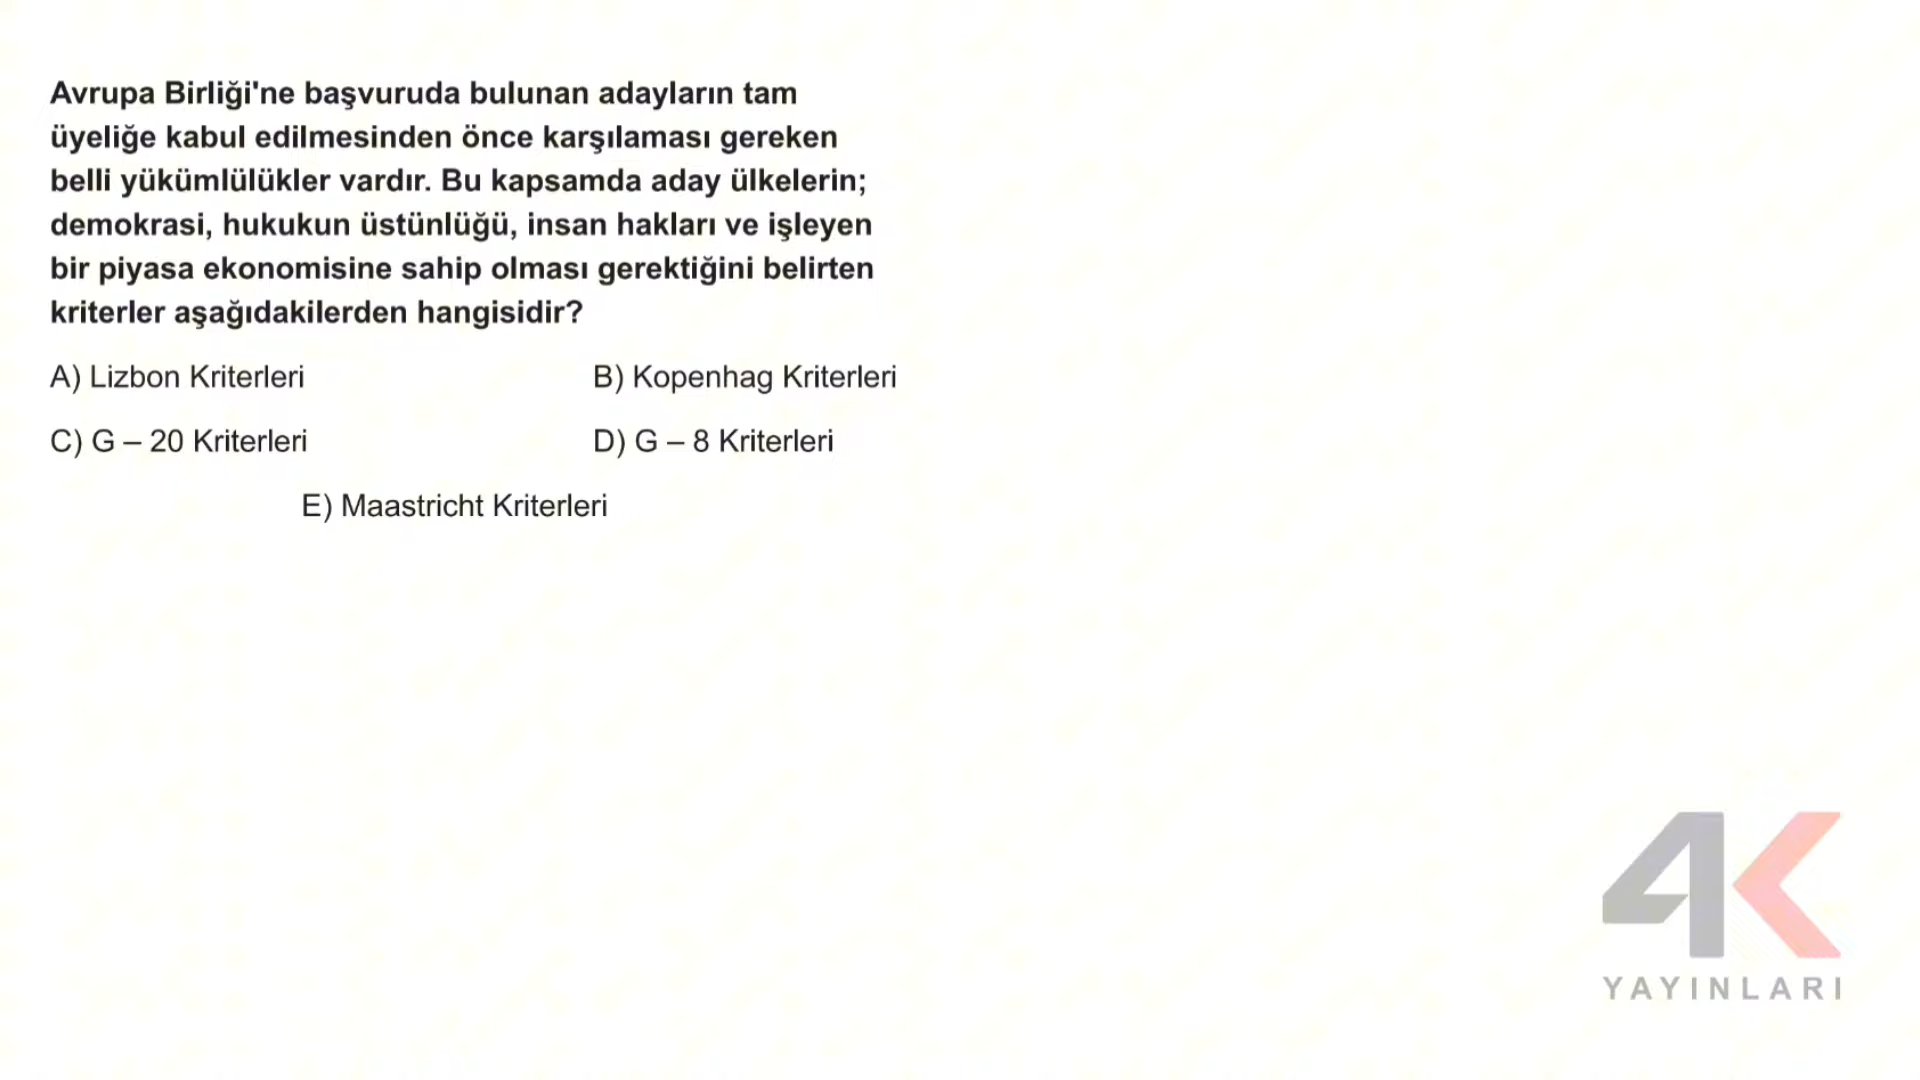 Avrupa Birliği'ne başvuruda bulunan adayların tam
üyeliğe kabul edilmesinden önce karşılaması gereken
belli yükümlülükler vardır. Bu kapsamda aday ülkelerin;
demokrasi, hukukun üstünlüğü, insan hakları ve işleyen
bir piyasa ekonomisine sahip olması gerektiğini belirten
kriterler aşağıdakilerden hangisidir?
A) Lizbon Kriterleri B) Kopenhag Kriterleri
C) G – 20 Kriterleri D) G – 8 Kriterleri
E) Maastricht Kriterleri
4K
YAYINLARI